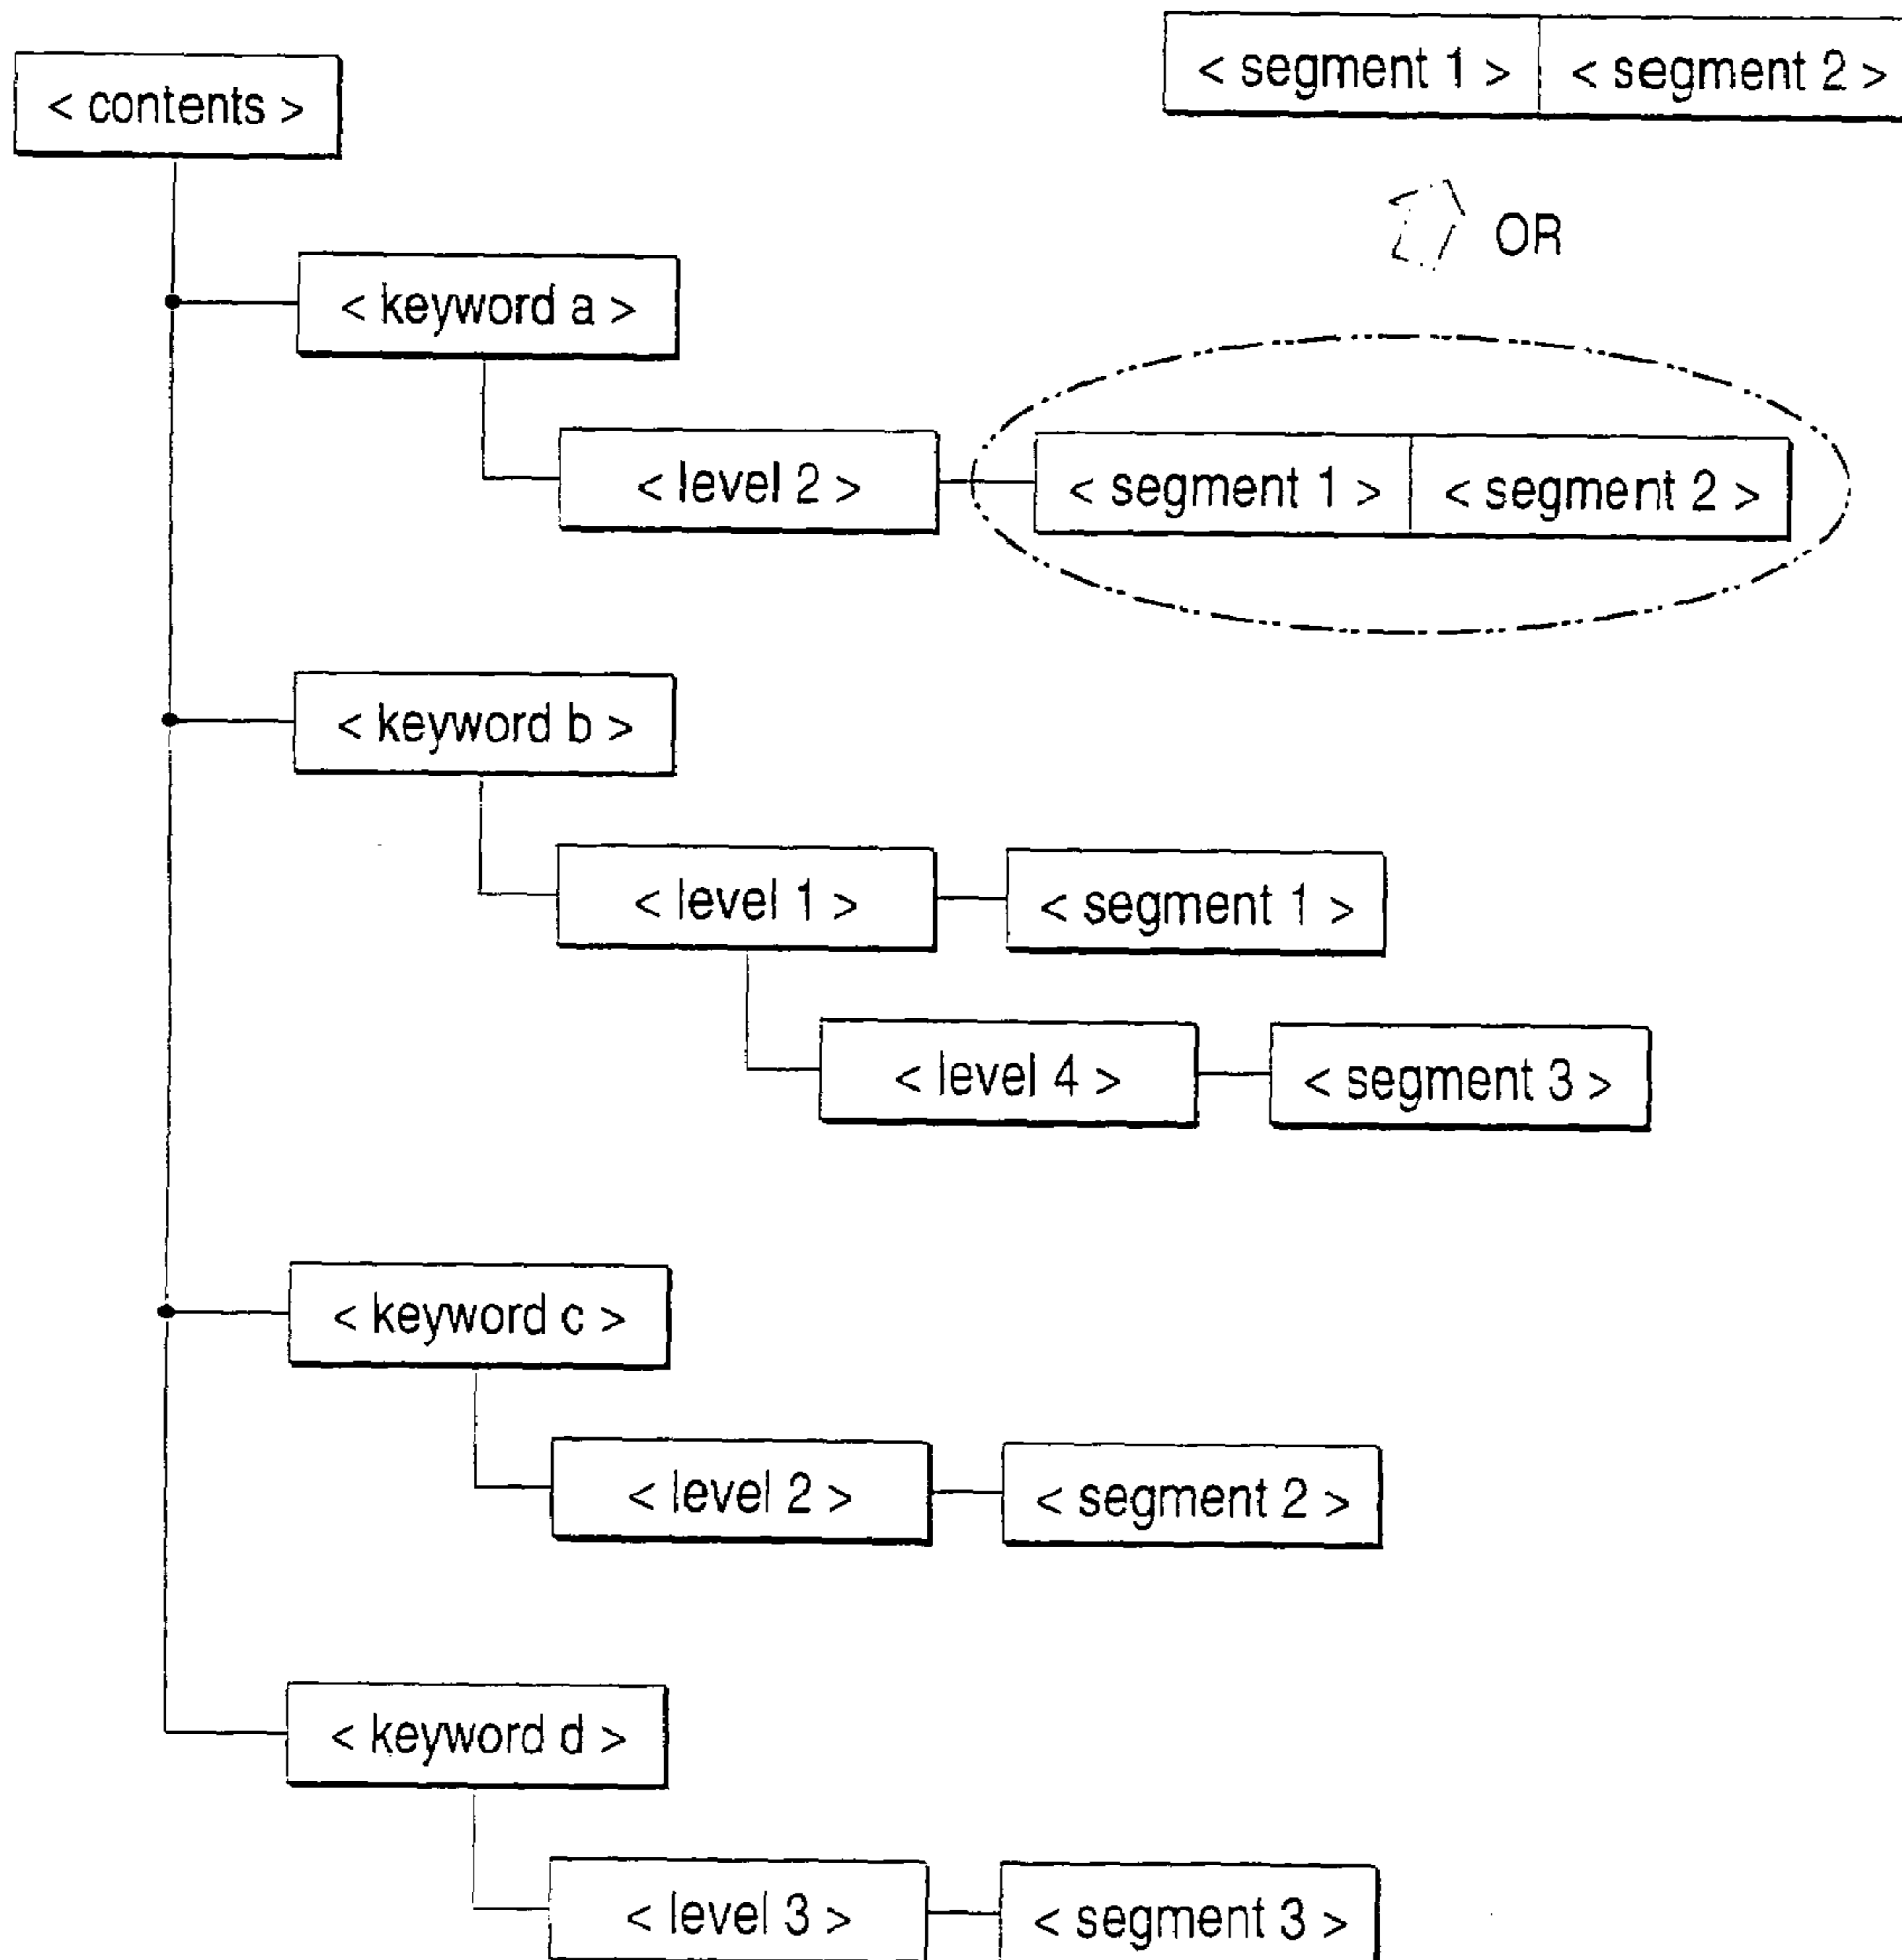 < contents >
< segment 1 > < segment 2 >
OR
< keyword a >
< level 2 > < segment 1 > < segment 2 >
< keyword b >
< level 1 > < segment 1 >
< level 4 > < segment 3 >
< keyword c >
< level 2 > < segment 2 >
< keyword d >
< level 3 > < segment 3 >